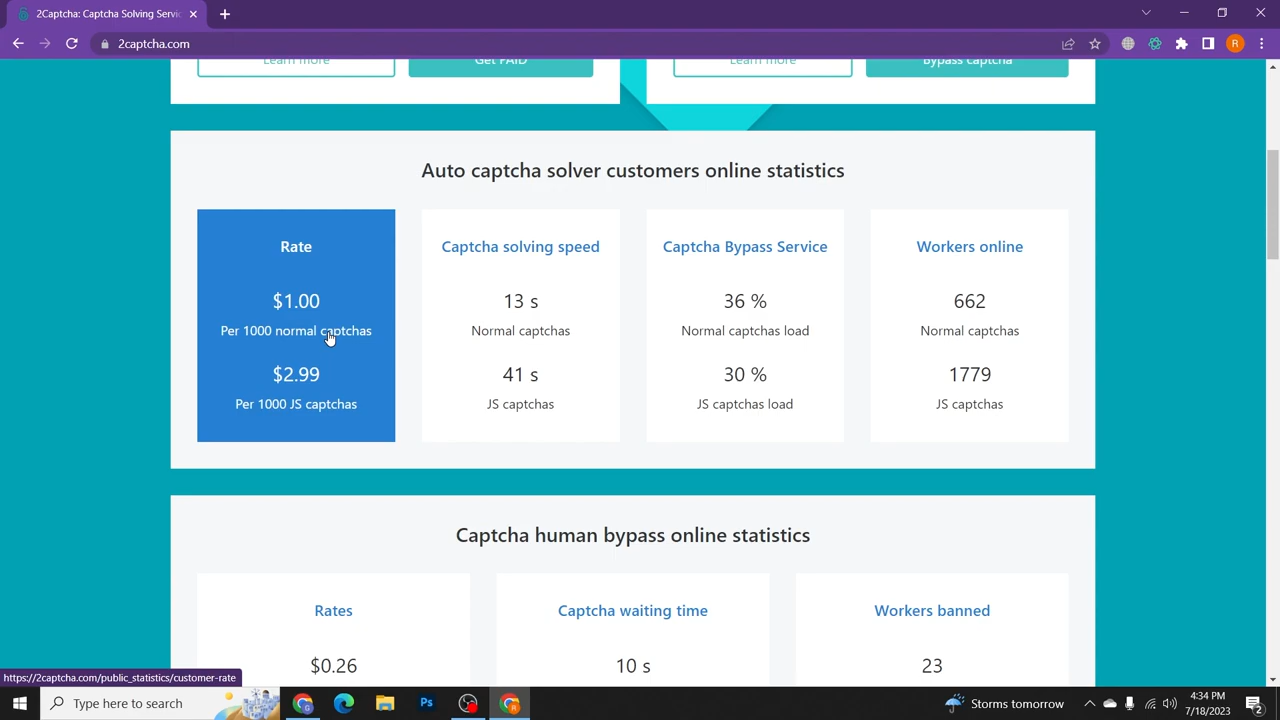 2Captcha: Captcha Solving Servic
2captcha.com
Learn more
Get PAID
Learn more
Bypass captcha
Auto captcha solver customers online statistics
Rate
$1.00
Per 1000 normal captchas
$2.99
Per 1000 JS captchas
Captcha solving speed
13 s
Normal captchas
41 s
JS captchas
Captcha Bypass Service
36 %
Normal captchas load
30 %
JS captchas load
Workers online
662
Normal captchas
1779
JS captchas
Captcha human bypass online statistics
Rates
$0.26
Captcha waiting time
10 s
Workers banned
23
https://2captcha.com/public_statistics/customer-rate
Type here to search
Ps
Storms tomorrow
4:34 PM
7/18/2023
2
R